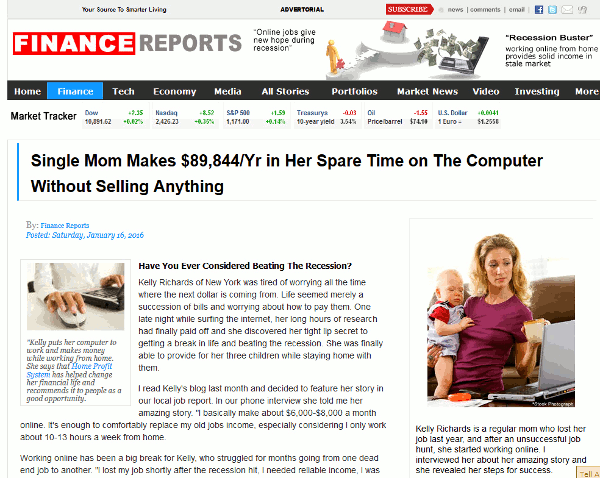 Your Source To Smarter Living
ADVERTORIAL
SUBSCRIBE
news | comments | email
FINANCE REPORTS
"Online jobs give
new hope during
recession"
"Recession Buster"
working online from home
provides solid income in
stale market
Home Finance Tech Economy Media All Stories Portfolios Market News Video Investing More
Market Tracker
Dow +7.35 Nasdaq +8.52 S&P 500 +1.59 Treasurys -0.03 Oil -1.55 U.S. Dollar +0.0041
10,891.62 +0.02% 2,426.23 +0.35% 1,171.00 +0.14% 10-year yield 3.54% Price/barrel $74.10 1 Euro = $1.2558
Single Mom Makes $89,844/Yr in Her Spare Time on The Computer
Without Selling Anything
By: Finance Reports
Posted: Saturday, January 16, 2016
"Kelly puts her computer to
work and makes money
while working from home.
She says that Home Profit
System has helped change
her financial life and
recommends it to people as a
good opportunity.
Have You Ever Considered Beating The Recession?
Kelly Richards of New York was tired of worrying all the time
where the next dollar is coming from. Life seemed merely a
succession of bills and worrying about how to pay them. One
late night while surfing the internet, her long hours of research
had finally paid off and she discovered her tight lip secret to
getting a break in life and beating the recession. She was finally
able to provide for her three children while staying home with
them.
I read Kelly's blog last month and decided to feature her story in
our local job report. In our phone interview she told me her
amazing story. "I basically make about $6,000-$8,000 a month
online. It's enough to comfortably replace my old jobs income, especially considering I only work
about 10-13 hours a week from home.
Working online has been a big break for Kelly, who struggled for months going from one dead
end job to another. "I lost my job shortly after the recession hit, I needed reliable income, I was
*Stock Photograph
Kelly Richards is a regular mom who lost her
job last year, and after an unsuccessful job
hunt, she started working online. I
interviewed her about her amazing story and
she revealed her steps for success.
Tell A